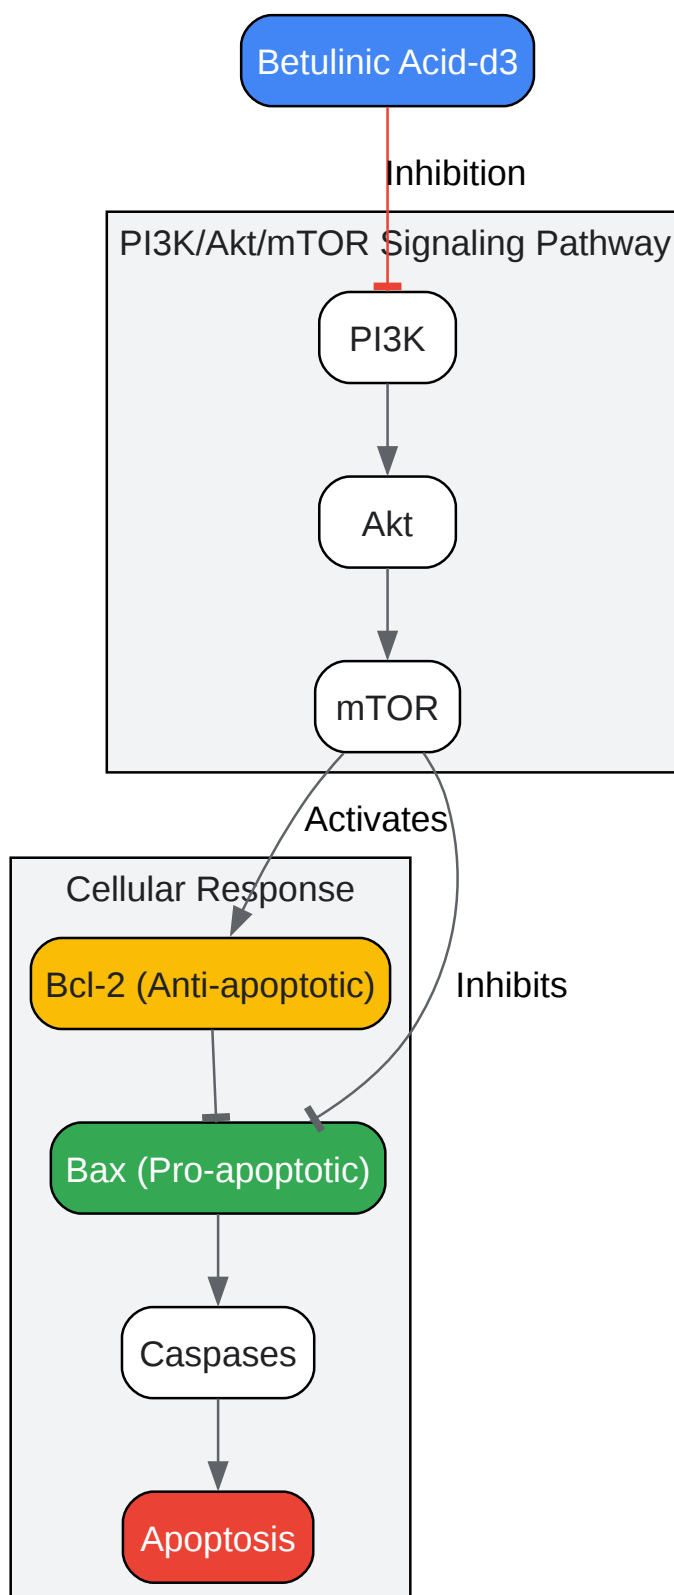 Betulinic Acid-d3
Inhibition
PI3K/Akt/mTOR Signaling Pathway
PI3K
Akt
mTOR
Activates
Cellular Response
Bcl-2 (Anti-apoptotic)
Inhibits
Bax (Pro-apoptotic)
Caspases
Apoptosis